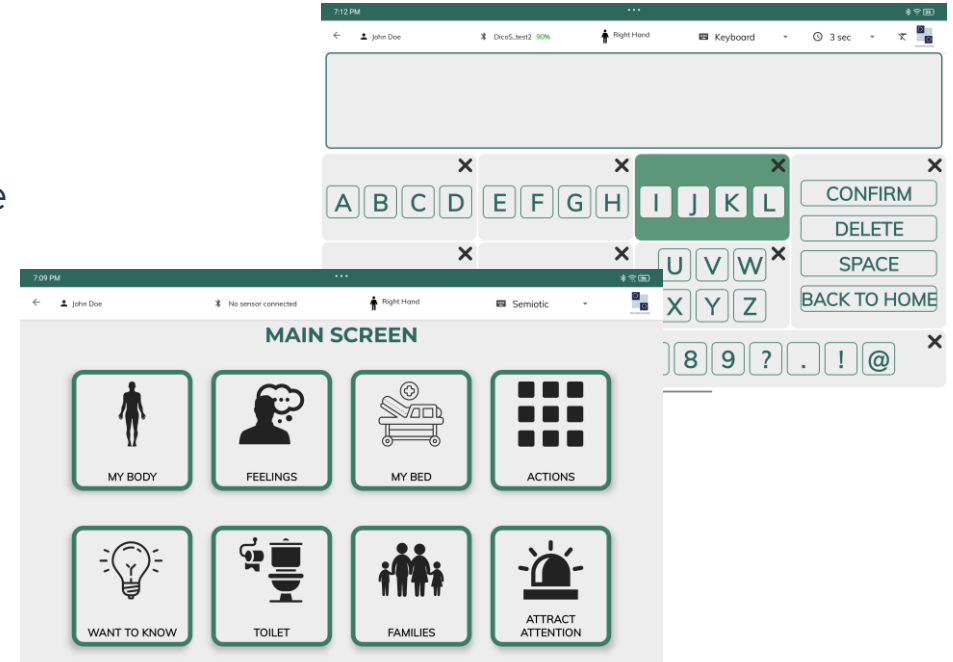 7:12 PM
John Doe DicoS_test2 90% Right Hand Keyboard 3 sec
A B C D E F G H I J K L
CONFIRM
DELETE
SPACE
BACK TO HOME
U V W
X Y Z
8 9 ? . ! @
e
7:09 PM
John Doe No sensor connected Right Hand Semiotic
MAIN SCREEN
MY BODY FEELINGS MY BED ACTIONS
WANT TO KNOW TOILET FAMILIES ATTRACT
ATTENTION